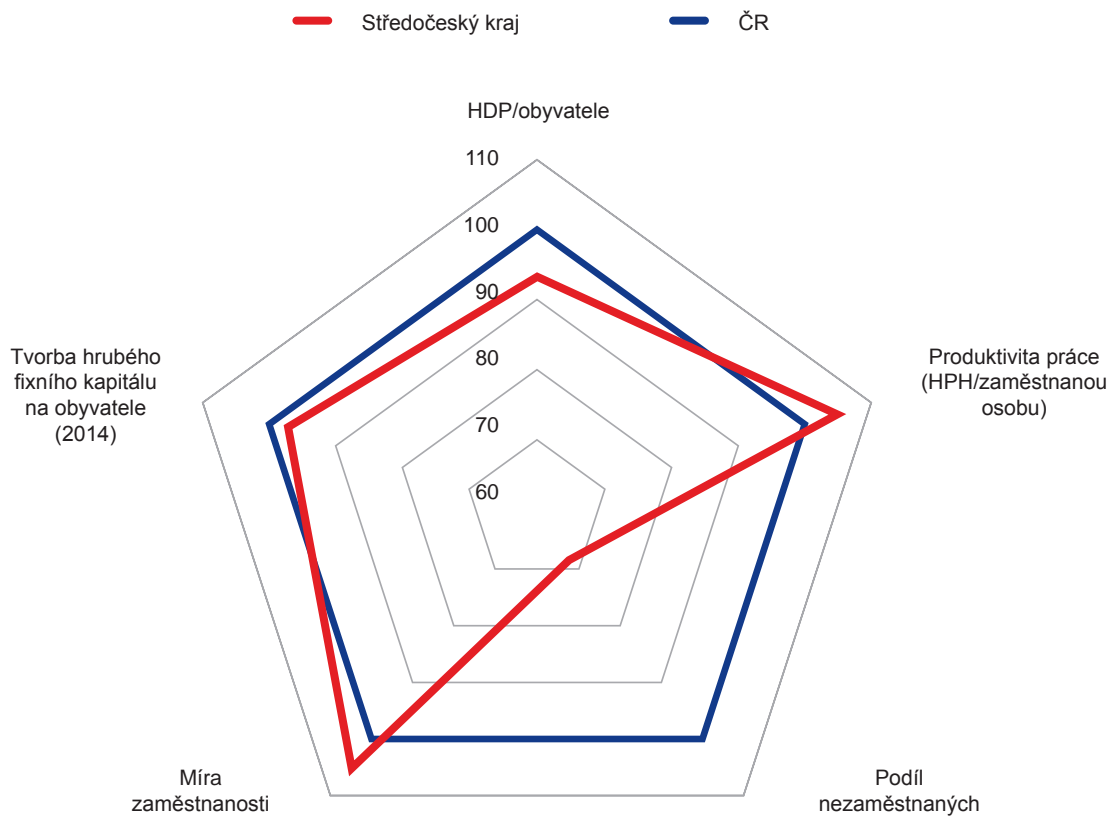 Středočeský kraj
ČR
HDP/obyvatele
110
100
90
80
70
60
Produktivita práce
(HPH/zaměstnanou
osobu)
Podíl
nezaměstnaných
Míra
zaměstnanosti
Tvorba hrubého
fixního kapitálu
na obyvatele
(2014)